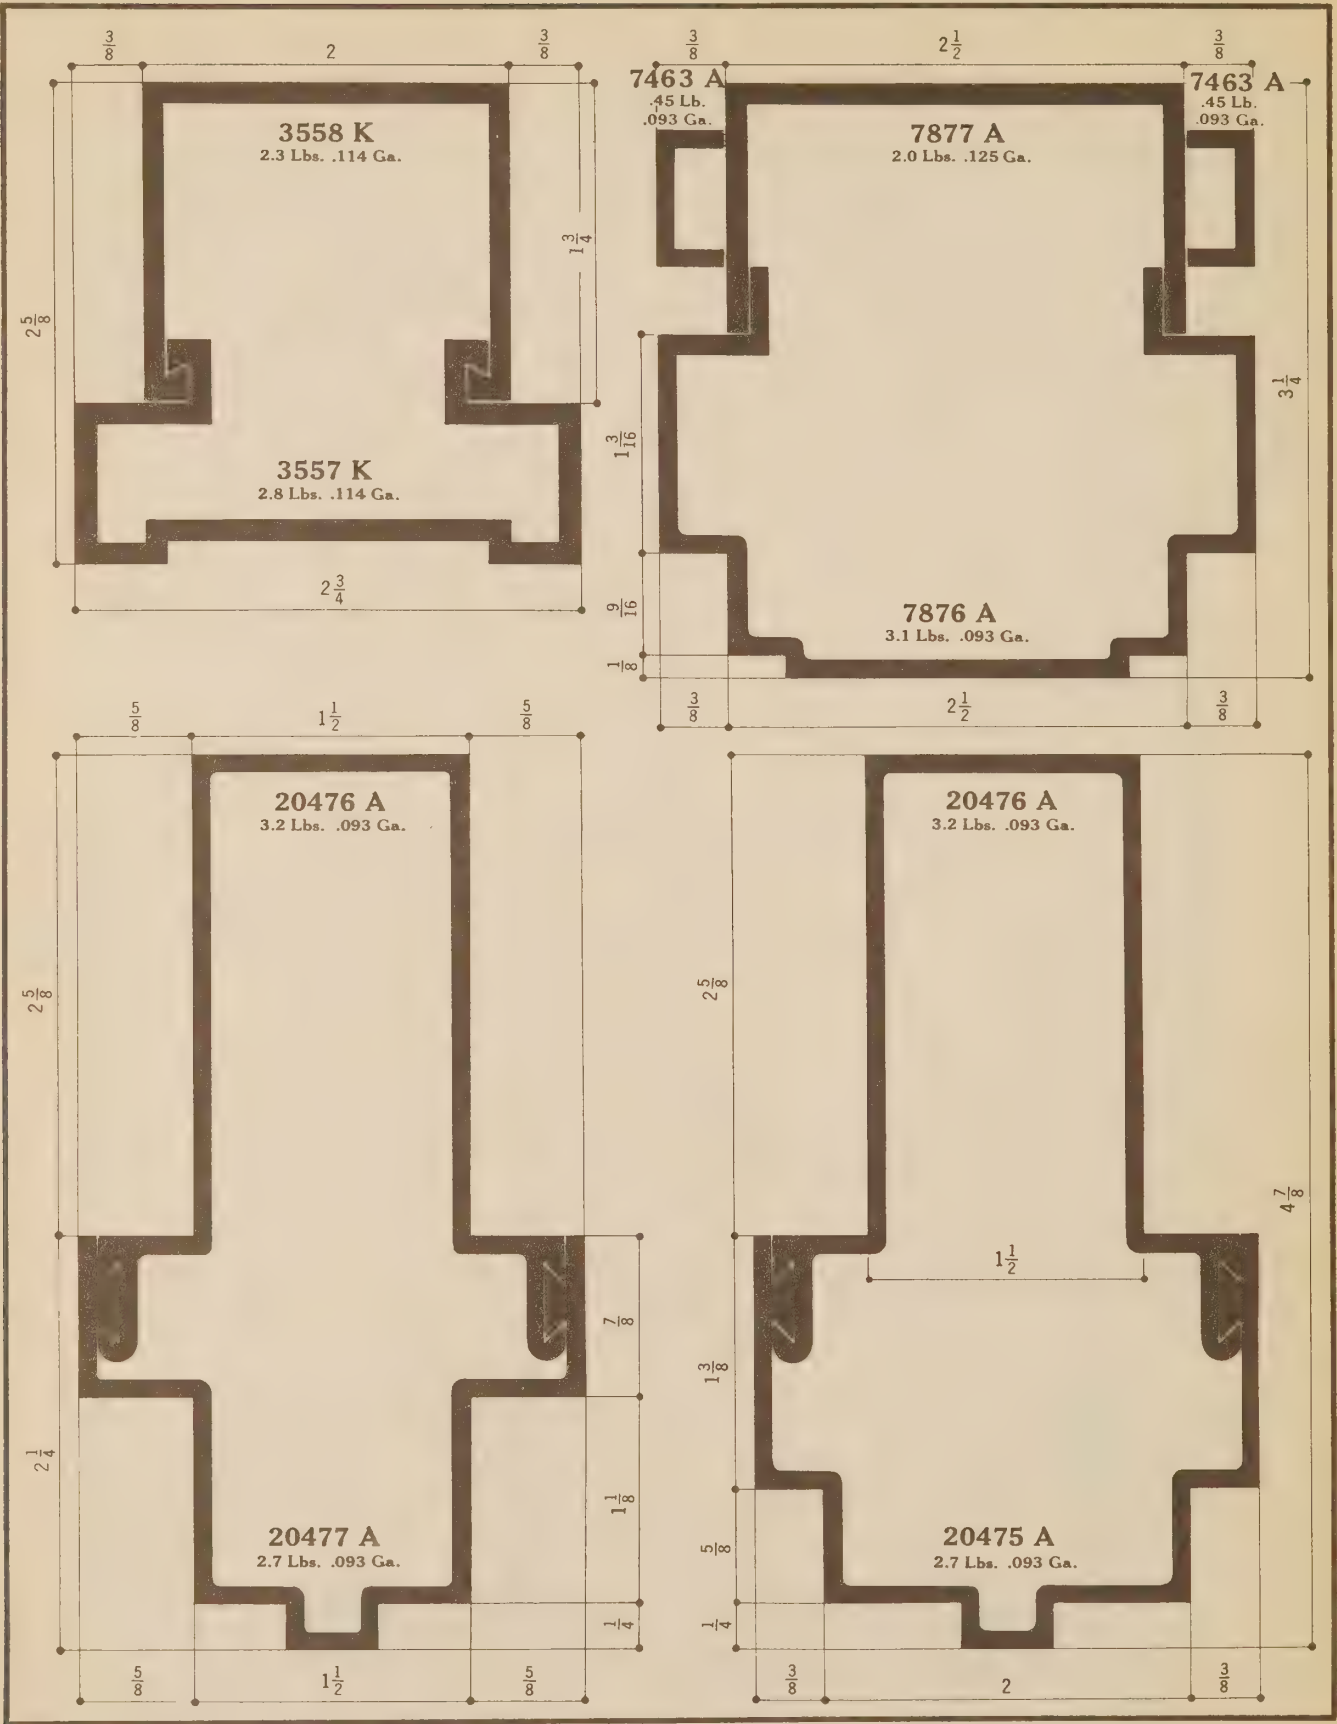 3/8 2 3/8
3558 K
2.3 Lbs. .114 Ga.
1 3/4
2 5/8
3557 K
2.8 Lbs. .114 Ga.
2 3/4
3/8 2 1/2 3/8
7463 A
.45 Lb.
.093 Ga.
7877 A
2.0 Lbs. .125 Ga.
7463 A
.45 Lb.
.093 Ga.
3 1/4
1 3/16
9/16
1/8
7876 A
3.1 Lbs. .093 Ga.
3/8 2 1/2 3/8
5/8 1 1/2 5/8
20476 A
3.2 Lbs. .093 Ga.
2 5/8
7/8
2 1/4
1 1/8
20477 A
2.7 Lbs. .093 Ga.
1/4
5/8 1 1/2 5/8
20476 A
3.2 Lbs. .093 Ga.
2 5/8
4 7/8
1 1/2
1 3/8
20475 A
2.7 Lbs. .093 Ga.
5/8
1/4
3/8 2 3/8